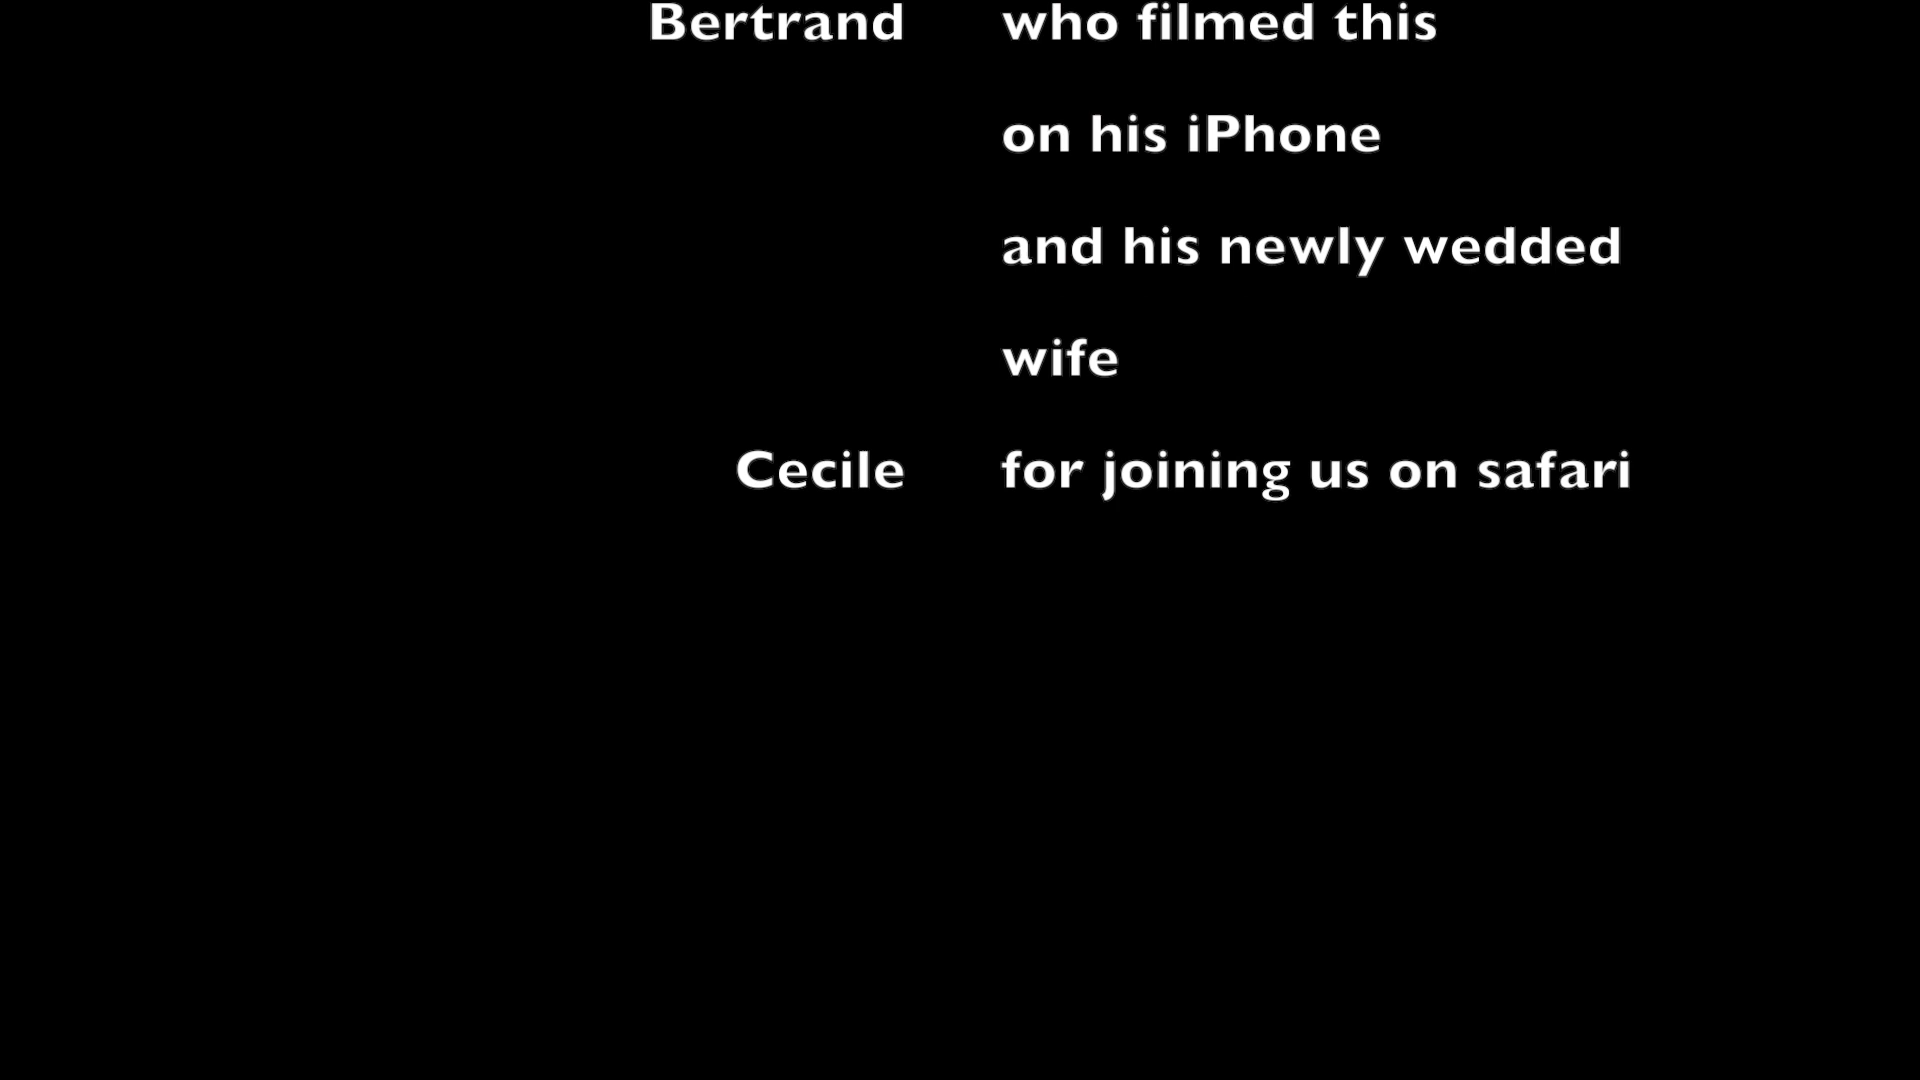 Bertrand who filmed this
on his iPhone
and his newly wedded
wife
Cecile for joining us on safari